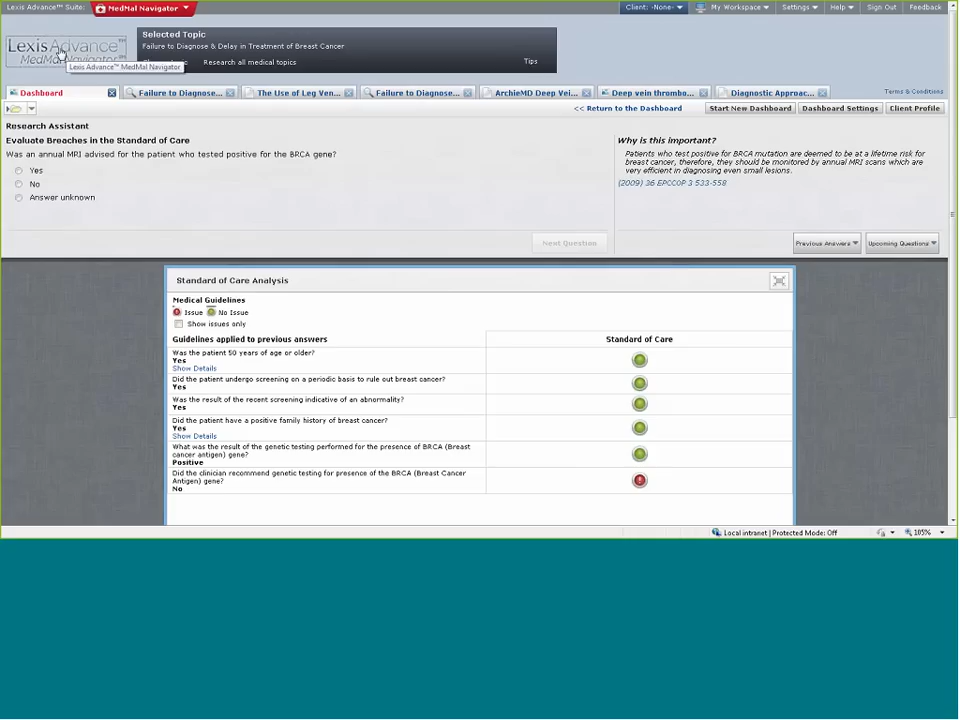 Lexis Advance™ Suite: MedMal Navigator Client: -None- My Workspace Settings Help Sign Out Feedback
Lexis Advance™
MedMal Navigator™
Lexis Advance™ MedMal Navigator
Selected Topic
Failure to Diagnose & Delay in Treatment of Breast Cancer
Research all medical topics
Tips
Dashboard Failure to Diagnose... The Use of Leg Ven... Failure to Diagnose... ArchieMD Deep Vei... Deep vein thrombo... Diagnostic Approac... Terms & Conditions
<< Return to the Dashboard Start New Dashboard Dashboard Settings Client Profile
Research Assistant
Evaluate Breaches in the Standard of Care
Was an annual MRI advised for the patient who tested positive for the BRCA gene?
Yes
No
Answer unknown
Next Question
Why is this important?
Patients who test positive for BRCA mutation are deemed to be at a lifetime risk for
breast cancer, therefore, they should be monitored by annual MRI scans which are
very efficient in diagnosing even small lesions.
(2009) 36 EPCCOP 3 533-558
Previous Answers Upcoming Questions
Standard of Care Analysis
Medical Guidelines
Issue No Issue
Show issues only
Guidelines applied to previous answers Standard of Care
Was the patient 50 years of age or older?
Yes
Show Details
Did the patient undergo screening on a periodic basis to rule out breast cancer?
Yes
Was the result of the recent screening indicative of an abnormality?
Yes
Did the patient have a positive family history of breast cancer?
Yes
Show Details
What was the result of the genetic testing performed for the presence of BRCA (Breast
cancer antigen) gene?
Positive
Did the clinician recommend genetic testing for presence of the BRCA (Breast Cancer
Antigen) gene?
No
Local intranet | Protected Mode: Off 105%